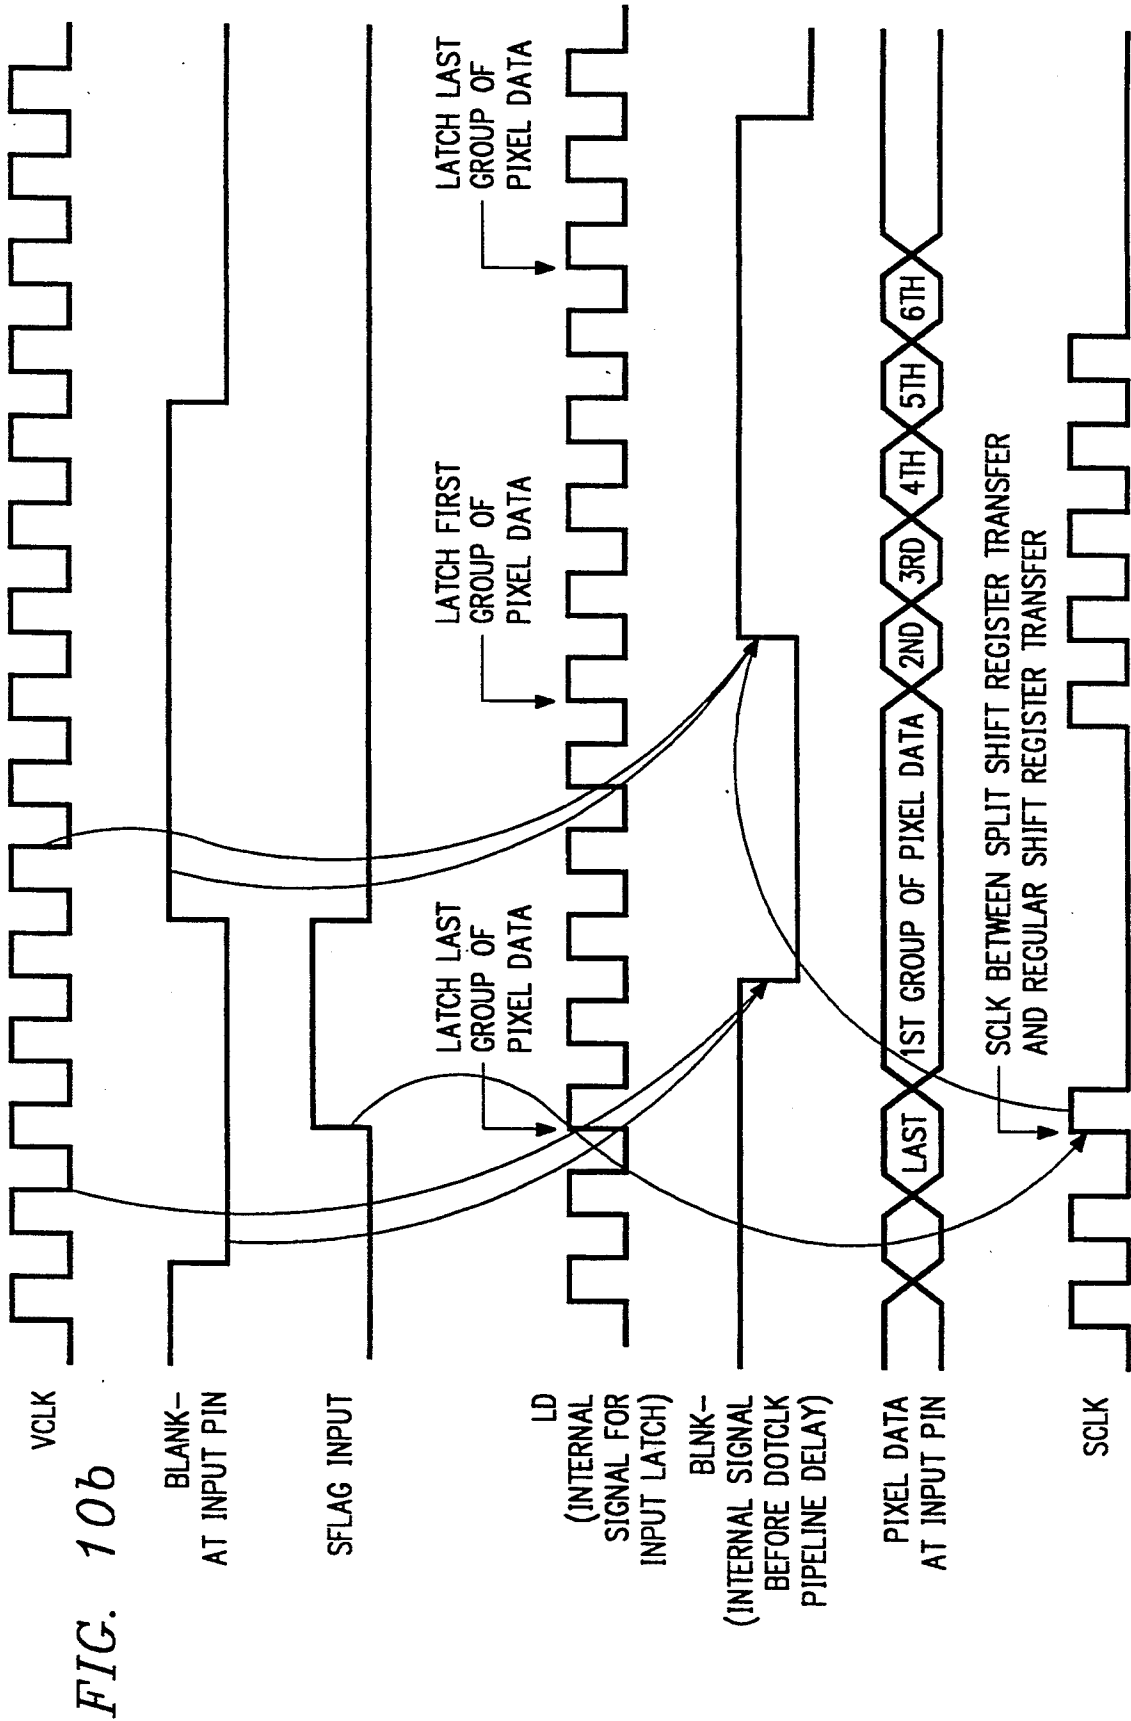 FIG. 10b
VCLK
BLANK-
AT INPUT PIN
SFLAG INPUT
LATCH LAST
GROUP OF
PIXEL DATA
LATCH FIRST
GROUP OF
PIXEL DATA
LATCH LAST
GROUP OF
PIXEL DATA
LD
(INTERNAL
SIGNAL FOR
INPUT LATCH)
BLNK-
(INTERNAL SIGNAL
BEFORE DOTCLK
PIPELINE DELAY)
PIXEL DATA
AT INPUT PIN
LAST
1ST GROUP OF PIXEL DATA
2ND
3RD
4TH
5TH
6TH
SCLK BETWEEN SPLIT SHIFT REGISTER TRANSFER
AND REGULAR SHIFT REGISTER TRANSFER
SCLK